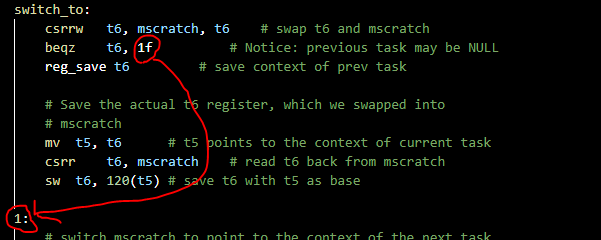 switch_to:
csrrw t6, mscratch, t6 # swap t6 and mscratch
beqz t6, 1f # Notice: previous task may be NULL
reg_save t6 # save context of prev task
# Save the actual t6 register, which we swapped into
# mscratch
mv t5, t6 # t5 points to the context of current task
csrr t6, mscratch # read t6 back from mscratch
sw t6, 120(t5) # save t6 with t5 as base
1:
# switch mscratch to point to the context of the next task